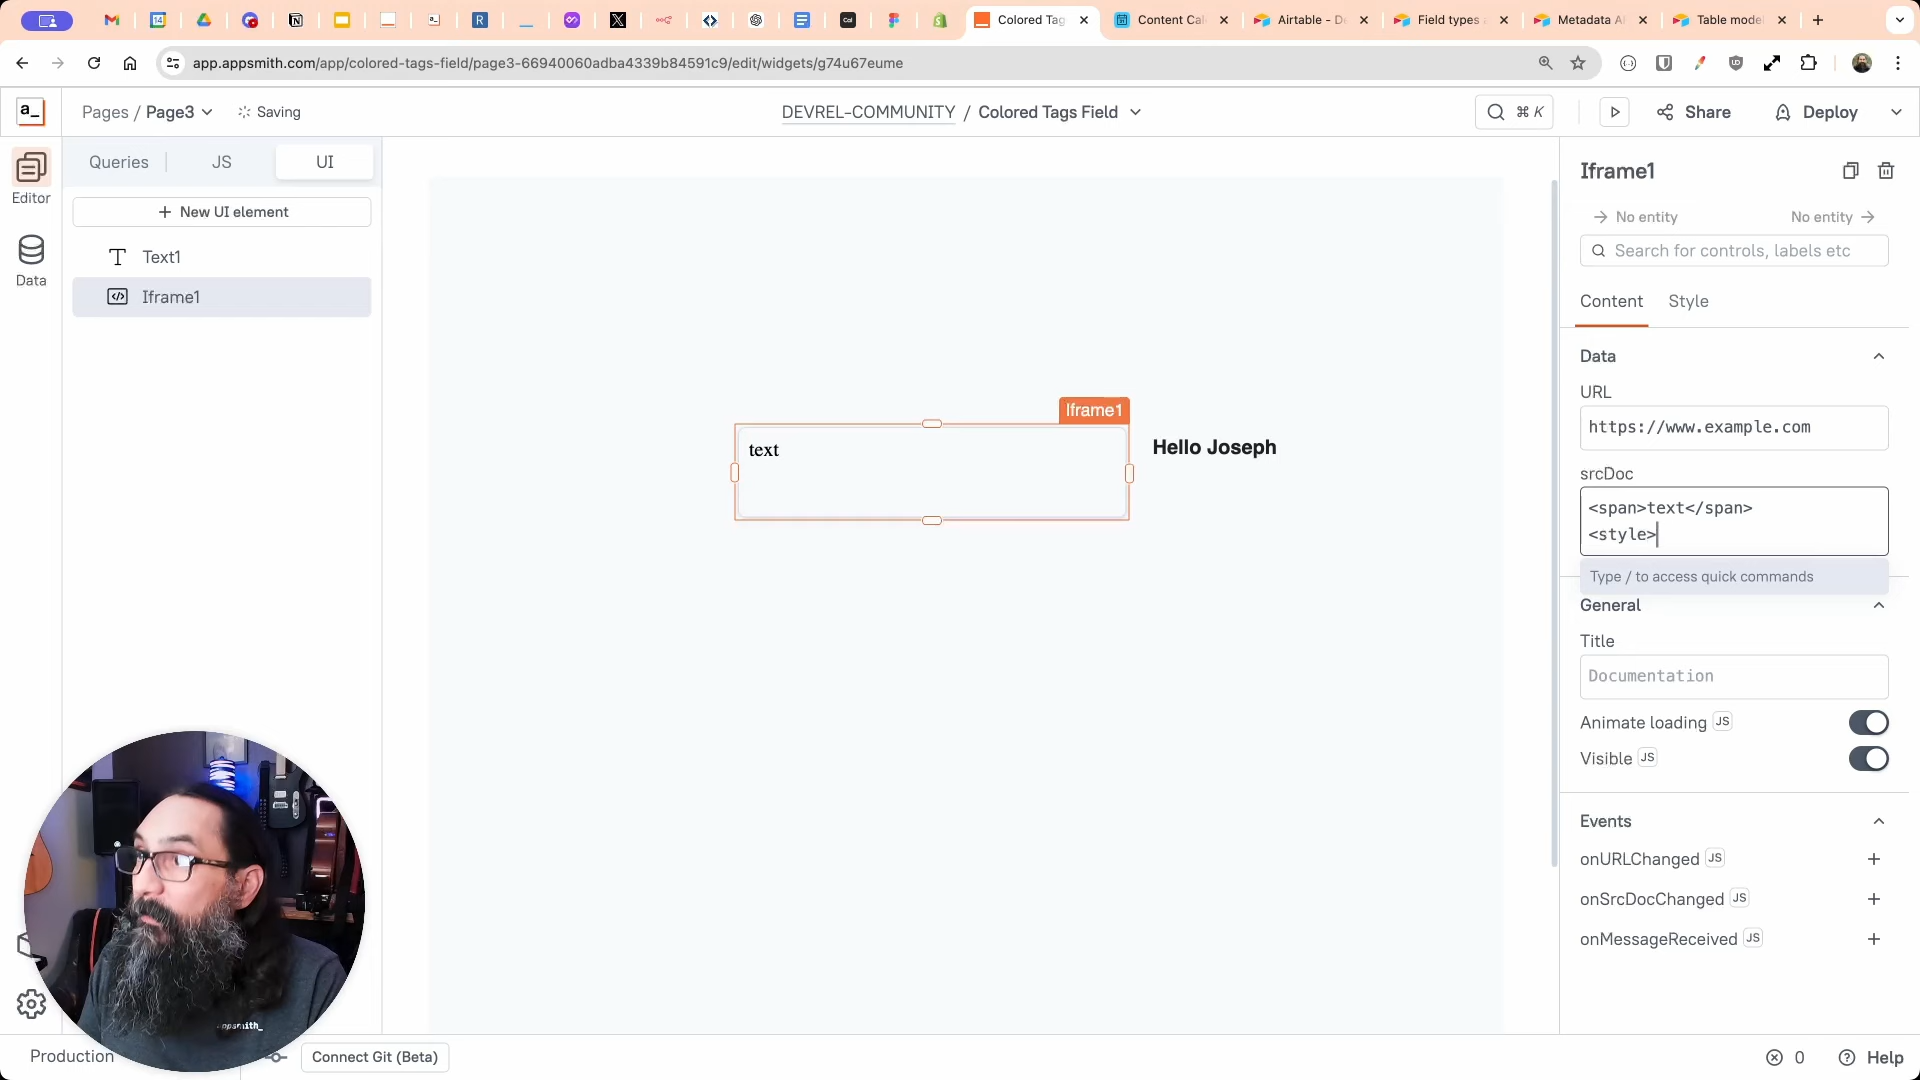 Colored Tag
Content Cal
Airtable - De
Field types a
Metadata AP
Table mode
app.appsmith.com/app/colored-tags-field/page3-66940060adba4339b84591c9/edit/widgets/g74u67eume
a_
Pages / Page3
Saving
DEVREL-COMMUNITY / Colored Tags Field
⌘ K
Share
Deploy
Editor
Data
Queries
JS
UI
+ New UI element
Text1
Iframe1
Iframe1
text
Hello Joseph
Iframe1
No entity
No entity
Search for controls, labels etc
Content
Style
Data
URL
https://www.example.com
srcDoc
<span>text</span>
<style>
Type / to access quick commands
General
Title
Documentation
Animate loading JS
Visible JS
Events
onURLChanged JS
onSrcDocChanged JS
onMessageReceived JS
appsmith_
Production
Connect Git (Beta)
0
Help